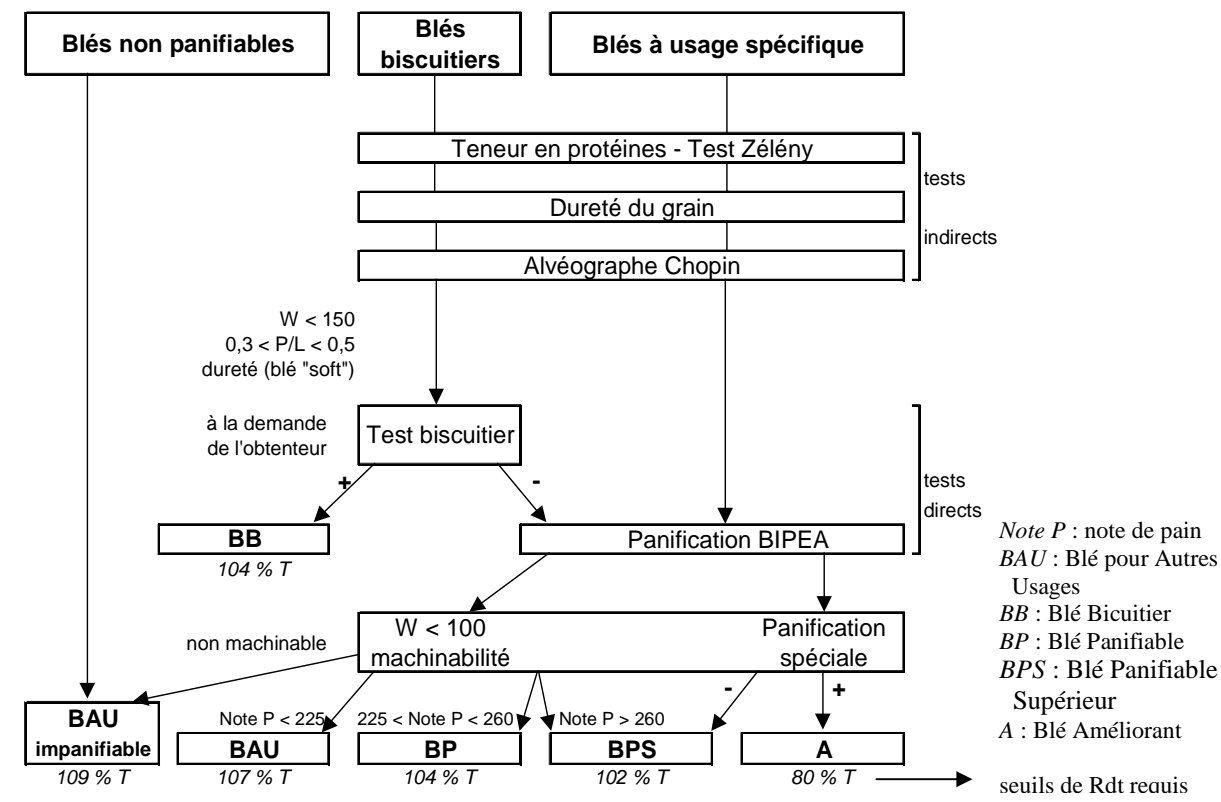 Blés non panifiables
Blés
biscuitiers
Blés à usage spécifique
Teneur en protéines - Test Zélény
Dureté du grain
Alvéographe Chopin
tests
indirects
W < 150
0,3 < P/L < 0,5
dureté (blé "soft")
à la demande
de l'obtenteur
Test biscuitier
+
-
tests
directs
BB
104 % T
Panification BIPEA
non machinable
W < 100
machinabilité
Panification
spéciale
-
+
BAU
impanifiable
109 % T
Note P < 225
BAU
107 % T
225 < Note P < 260
BP
104 % T
Note P > 260
BPS
102 % T
A
80 % T
seuils de Rdt requis
Note P : note de pain
BAU : Blé pour Autres
Usages
BB : Blé Bicuitier
BP : Blé Panifiable
BPS : Blé Panifiable
Supérieur
A : Blé Améliorant